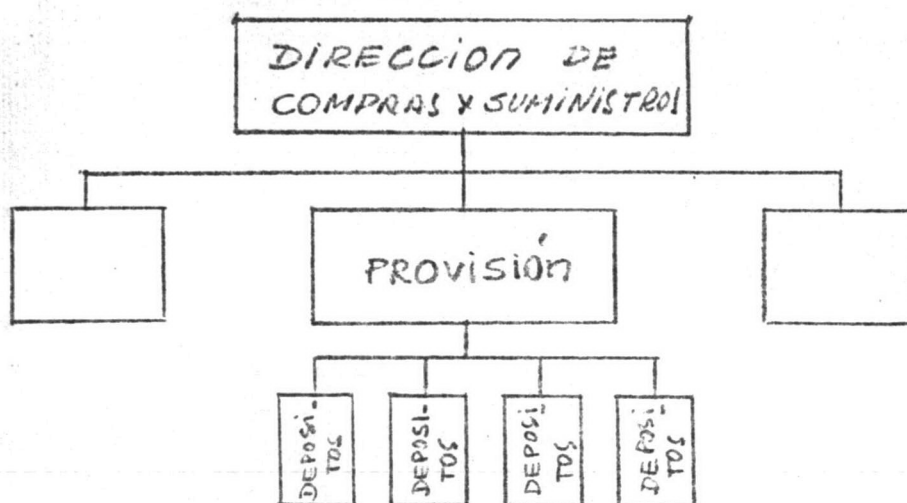 DIRECCION DE
COMPRAS Y SUMINISTROS
PROVISIÓN
DEPOSI-
TOS
DEPOSI-
TOS
DEPOSI-
TOS
DEPOSI-
TOS